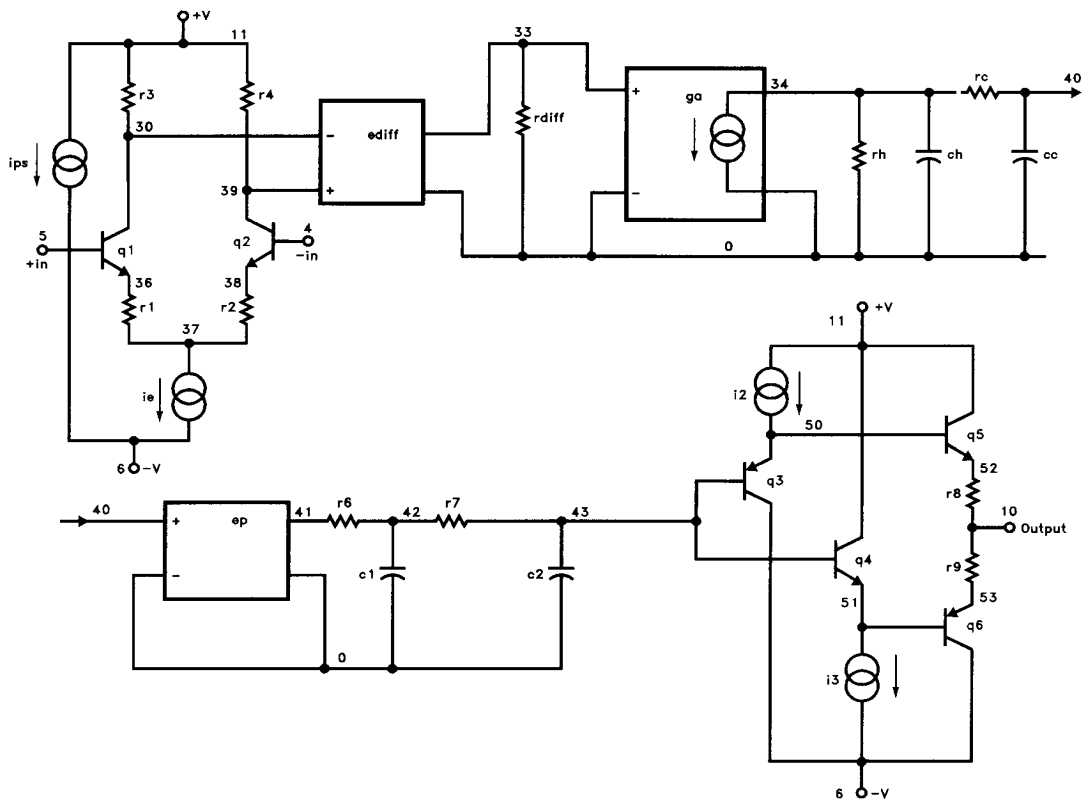 +V
11
33
r3
r4
30
ediff
-
+
rdiff
+
-
ga
34
rc
40
rh
ch
cc
ips
39
5
+in
q1
q2
4
-in
36
38
r1
r2
37
ie
6
-V
0
+V
11
i2
50
q5
52
q3
r8
10
Output
r9
q4
51
53
q6
i3
6
-V
40
+
-
ep
41
r6
42
r7
43
c1
c2
0